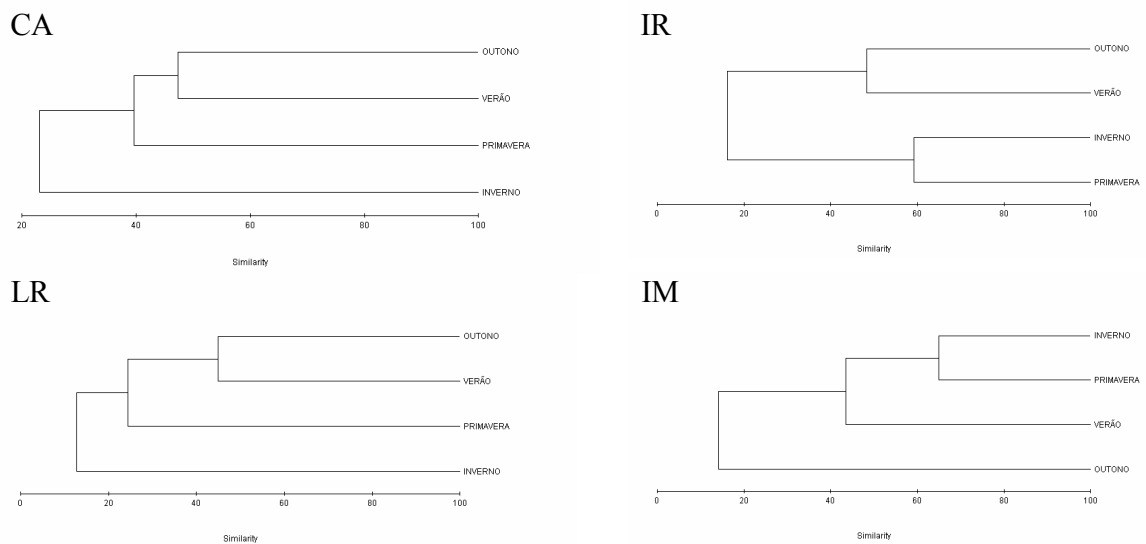 CA
OUTONO
VERÃO
PRIMAVERA
INVERNO
20 40 60 80 100
Similarity
IR
OUTONO
VERÃO
INVERNO
PRIMAVERA
0 20 40 60 80 100
Similarity
LR
OUTONO
VERÃO
PRIMAVERA
INVERNO
0 20 40 60 80 100
Similarity
IM
INVERNO
PRIMAVERA
VERÃO
OUTONO
0 20 40 60 80 100
Similarity